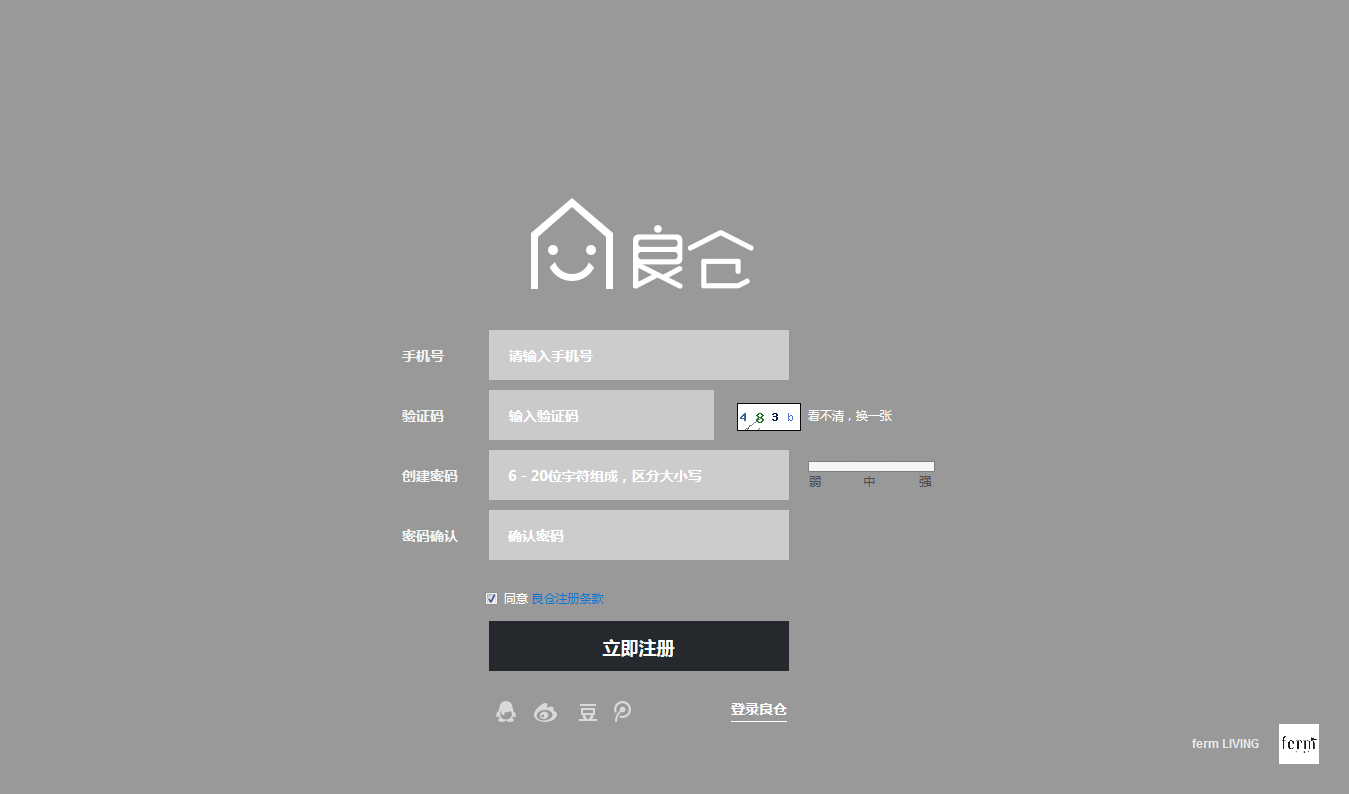 良仓
手机号 请输入手机号
验证码 输入验证码 4 8 3 b 看不清，换一张
创建密码 6 - 20位字符组成，区分大小写
弱 中 强
密码确认 确认密码
同意 良仓注册条款
立即注册
豆 登录良仓
ferm LIVING ferm